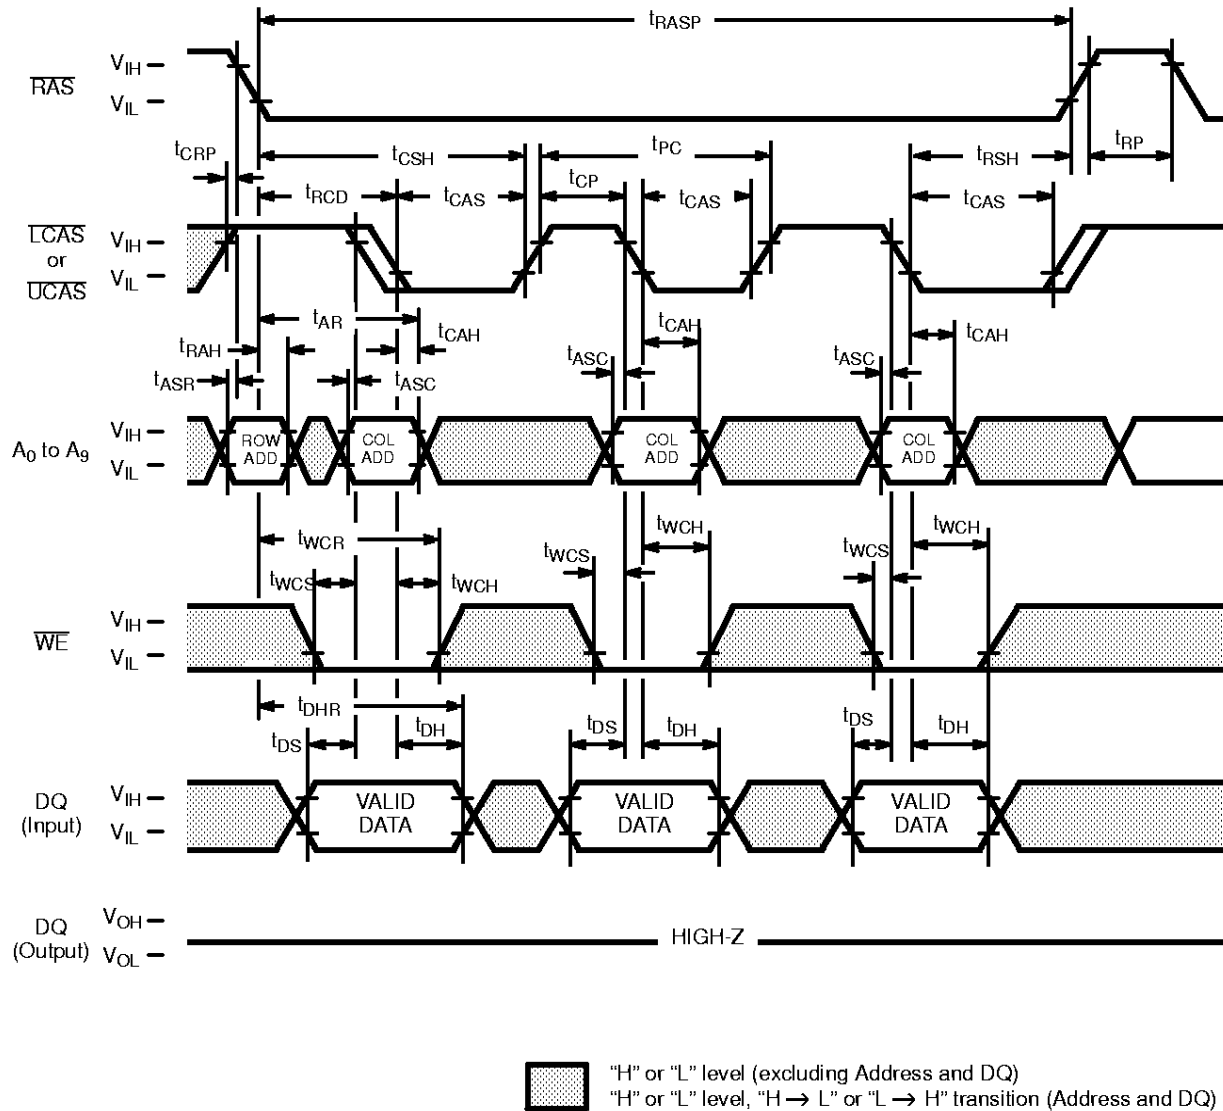 tRASP
RAS VIH
VIL
tCRP tCSH tPC tRSH tRP
tRCD tCAS tCP tCAS tCAS
LCAS
or
UCAS
VIH
VIL
tAR tCAH tCAH tCAH
tRAH
tASR tASC tASC tASC
A0 to A9 VIH
VIL
ROW
ADD
COL
ADD
COL
ADD
COL
ADD
tWCR tWCH tWCH
tWCS tWCH tWCS tWCS
WE VIH
VIL
tDHR
tDS tDH tDS tDH tDS tDH
DQ
(Input)
VIH
VIL
VALID
DATA
VALID
DATA
VALID
DATA
DQ
(Output)
VOH
VOL
HIGH-Z
“H” or “L” level (excluding Address and DQ)
“H” or “L” level, “H → L” or “L → H” transition (Address and DQ)